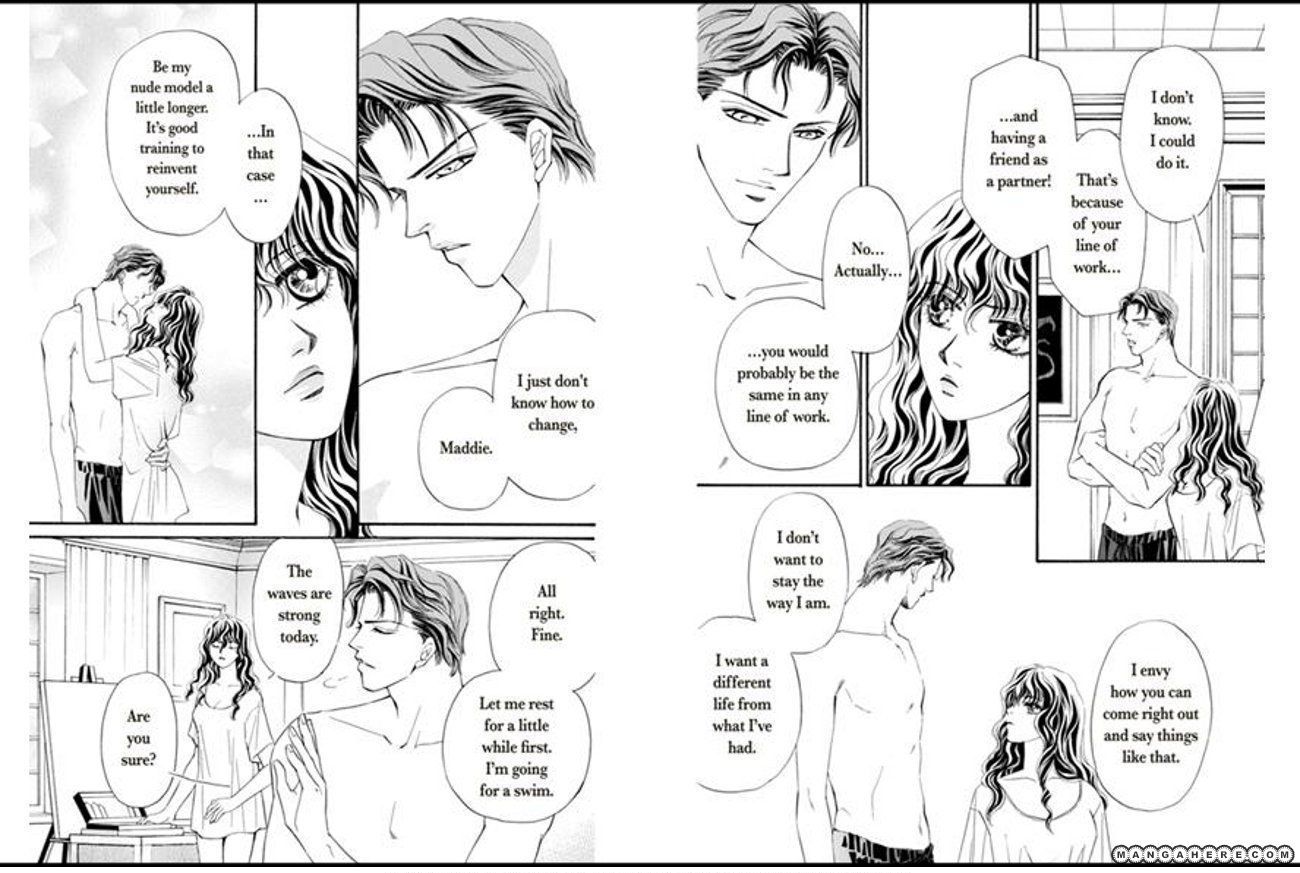 I don't
know.
I could
do it.
That's
because
of your
line of
work...
...and
having a
friend as
a partner!
No...
Actually...
...you would
probably be the
same in any
line of work.
I envy
how you can
come right out
and say things
like that.
I don't
want to
stay the
way I am.
I want a
different
life from
what I've
had.
I just don't
know how to
change,
Maddie.
...In
that
case
...
Be my
nude model a
little longer.
It's good
training to
reinvent
yourself.
All
right.
Fine.
Let me rest
for a little
while first.
I'm going
for a swim.
The
waves are
strong
today.
Are
you
sure?
MANGAHERE.COM